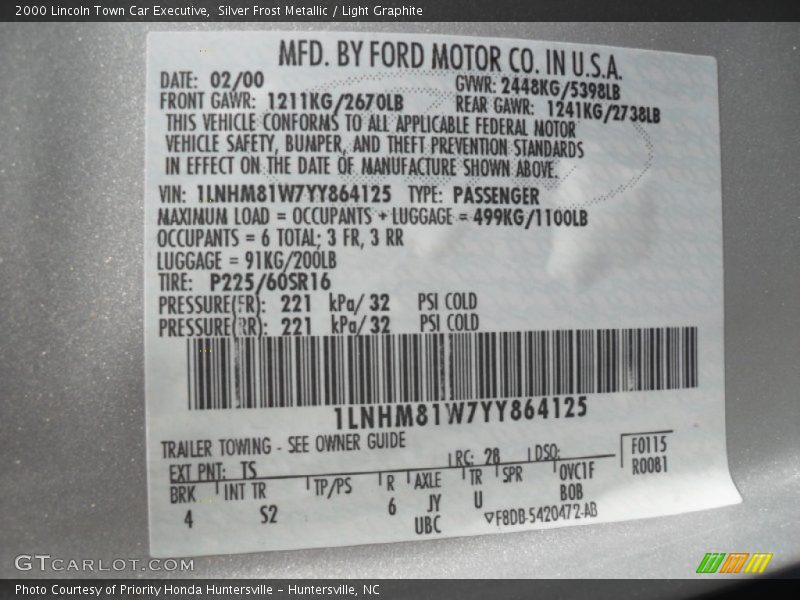 2000 Lincoln Town Car Executive,  Silver Frost Metallic / Light Graphite
MFD. BY FORD MOTOR CO. IN U.S.A.
DATE: 02/00 GVWR: 2448KG/5398LB
FRONT GAWR: 1211KG/2670LB REAR GAWR: 1241KG/2738LB
THIS VEHICLE CONFORMS TO ALL APPLICABLE FEDERAL MOTOR
VEHICLE SAFETY, BUMPER, AND THEFT PREVENTION STANDARDS
IN EFFECT ON THE DATE OF MANUFACTURE SHOWN ABOVE.
VIN: 1LNHM81W7YY864125 TYPE: PASSENGER
MAXIMUM LOAD = OCCUPANTS + LUGGAGE = 499KG/1100LB
OCCUPANTS = 6 TOTAL; 3 FR, 3 RR
LUGGAGE = 91KG/200LB
TIRE: P225/60SR16
PRESSURE(FR): 221 kPa/ 32 PSI COLD
PRESSURE(RR): 221 kPa/ 32 PSI COLD
1LNHM81W7YY864125
TRAILER TOWING - SEE OWNER GUIDE
EXT PNT: TS RC: 28 DSO: F0115
R0081
BRK INT TR TP/PS R AXLE TR SPR OVC1F
4 S2 6 JY U BOB
UBC F8DB-5420472-AB
GTCARLOT.COM
Photo Courtesy of Priority Honda Huntersville – Huntersville, NC